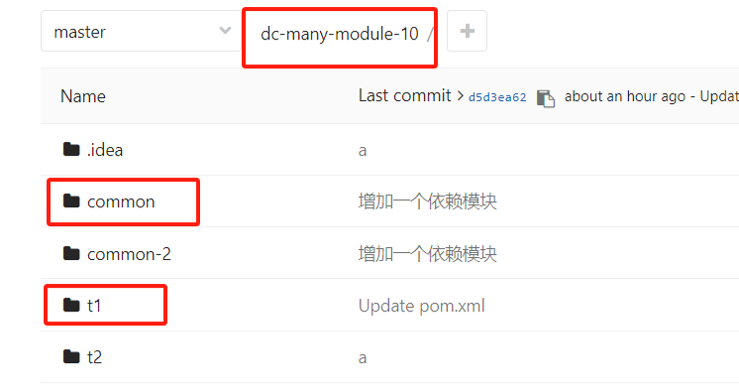 master dc-many-module-10 / +
Name Last commit > d5d3ea62 about an hour ago - Updat
.idea a
common 增加一个依赖模块
common-2 增加一个依赖模块
t1 Update pom.xml
t2 a